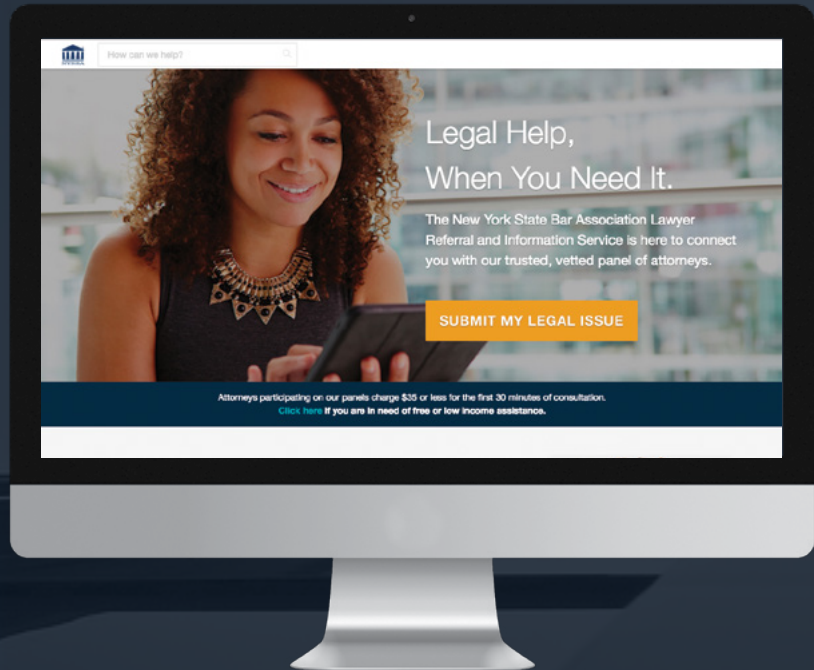 How can we help?
Legal Help,
When You Need It.
The New York State Bar Association Lawyer
Referral and Information Service is here to connect
you with our trusted, vetted panel of attorneys.
SUBMIT MY LEGAL ISSUE
Attorneys participating on our panels charge $35 or less for the first 30 minutes of consultation.
Click here if you are in need of free or low income assistance.